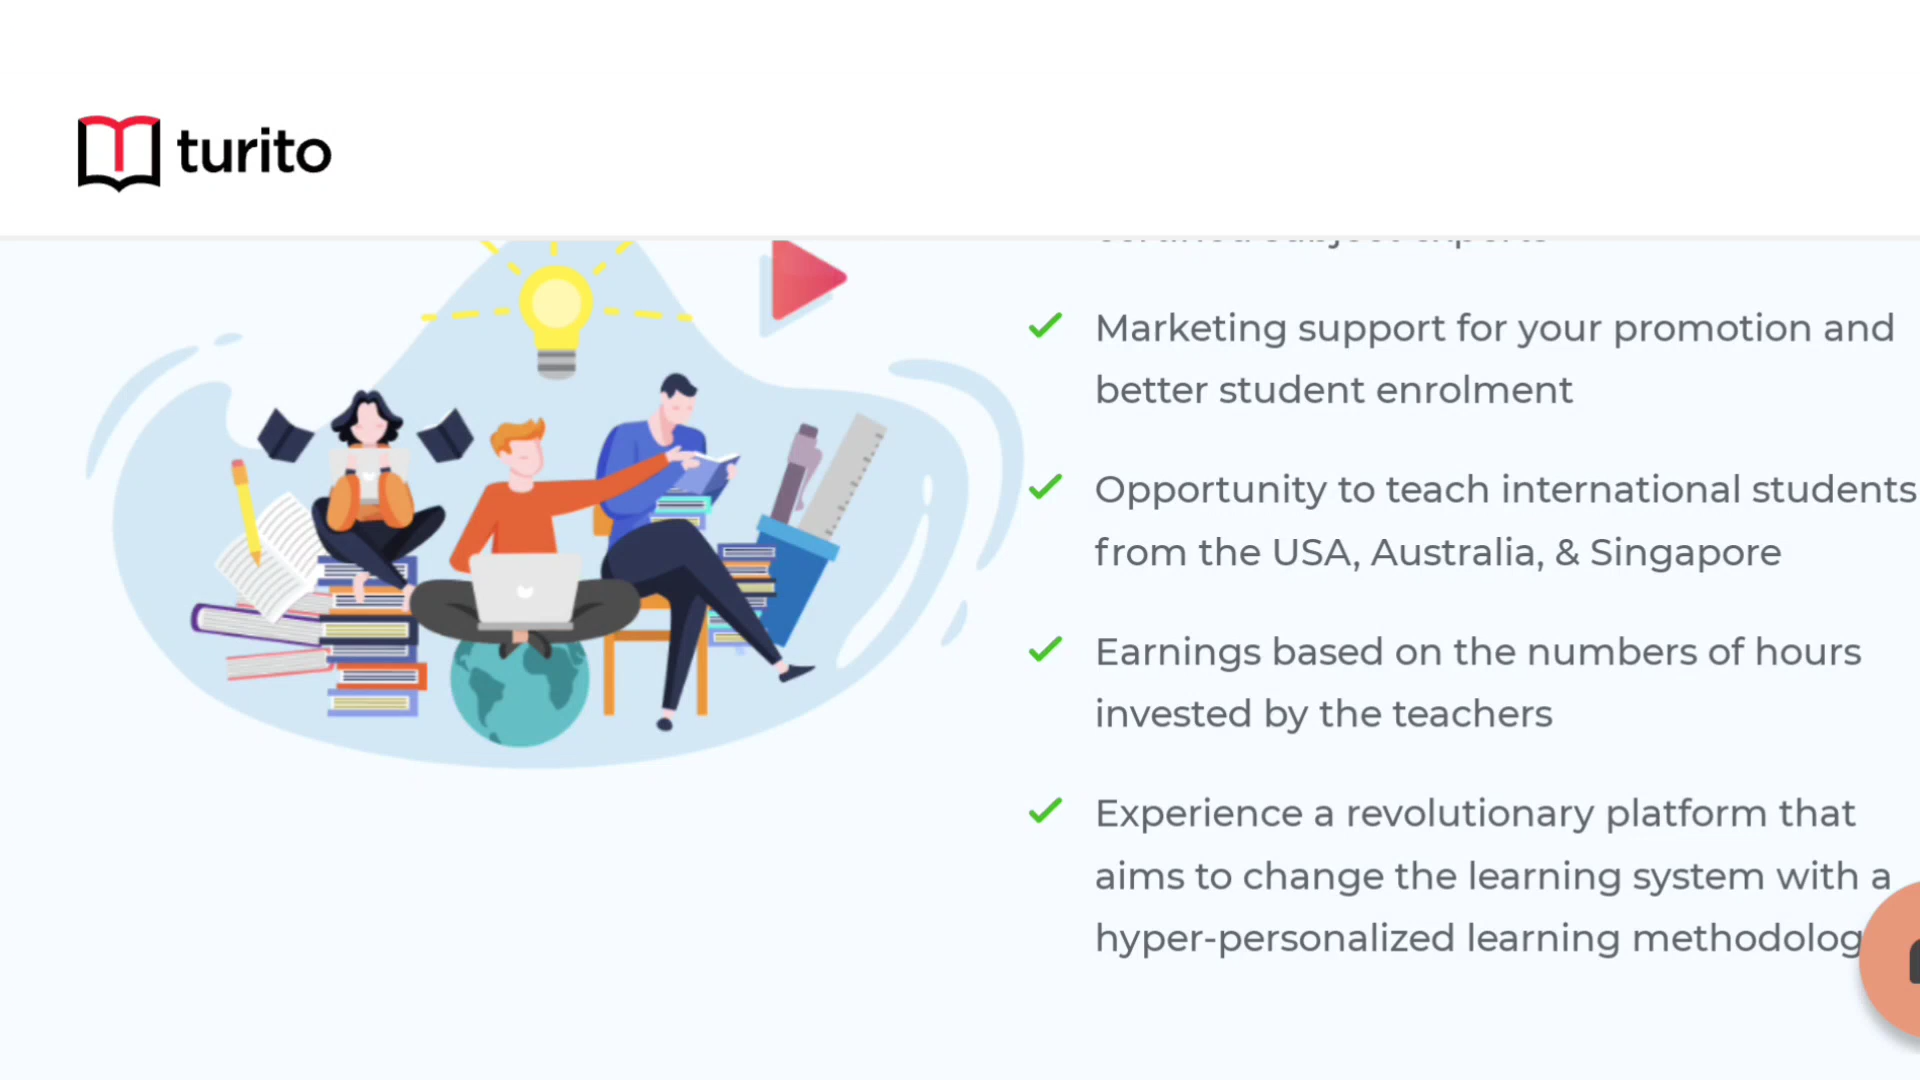 turito
Marketing support for your promotion and
better student enrolment
Opportunity to teach international students
from the USA, Australia, & Singapore
Earnings based on the numbers of hours
invested by the teachers
Experience a revolutionary platform that
aims to change the learning system with a
hyper-personalized learning methodolog